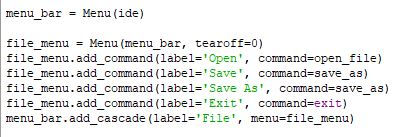 menu_bar = Menu(ide)
file_menu = Menu(menu_bar, tearoff=0)
file_menu.add_command(label='Open', command=open_file)
file_menu.add_command(label='Save', command=save_as)
file_menu.add_command(label='Save As', command=save_as)
file_menu.add_command(label='Exit', command=exit)
menu_bar.add_cascade(label='File', menu=file_menu)